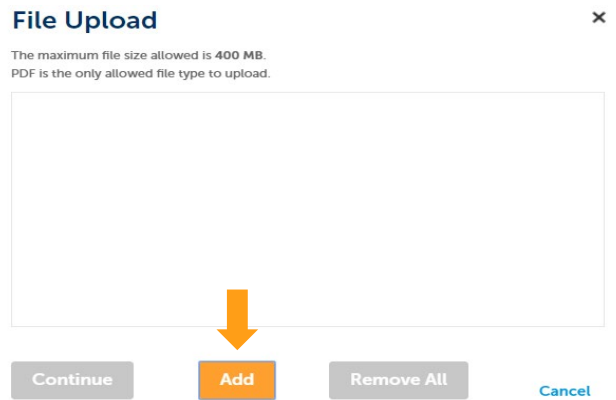 File Upload ×
The maximum file size allowed is 400 MB.
PDF is the only allowed file type to upload.
Continue Add Remove All Cancel